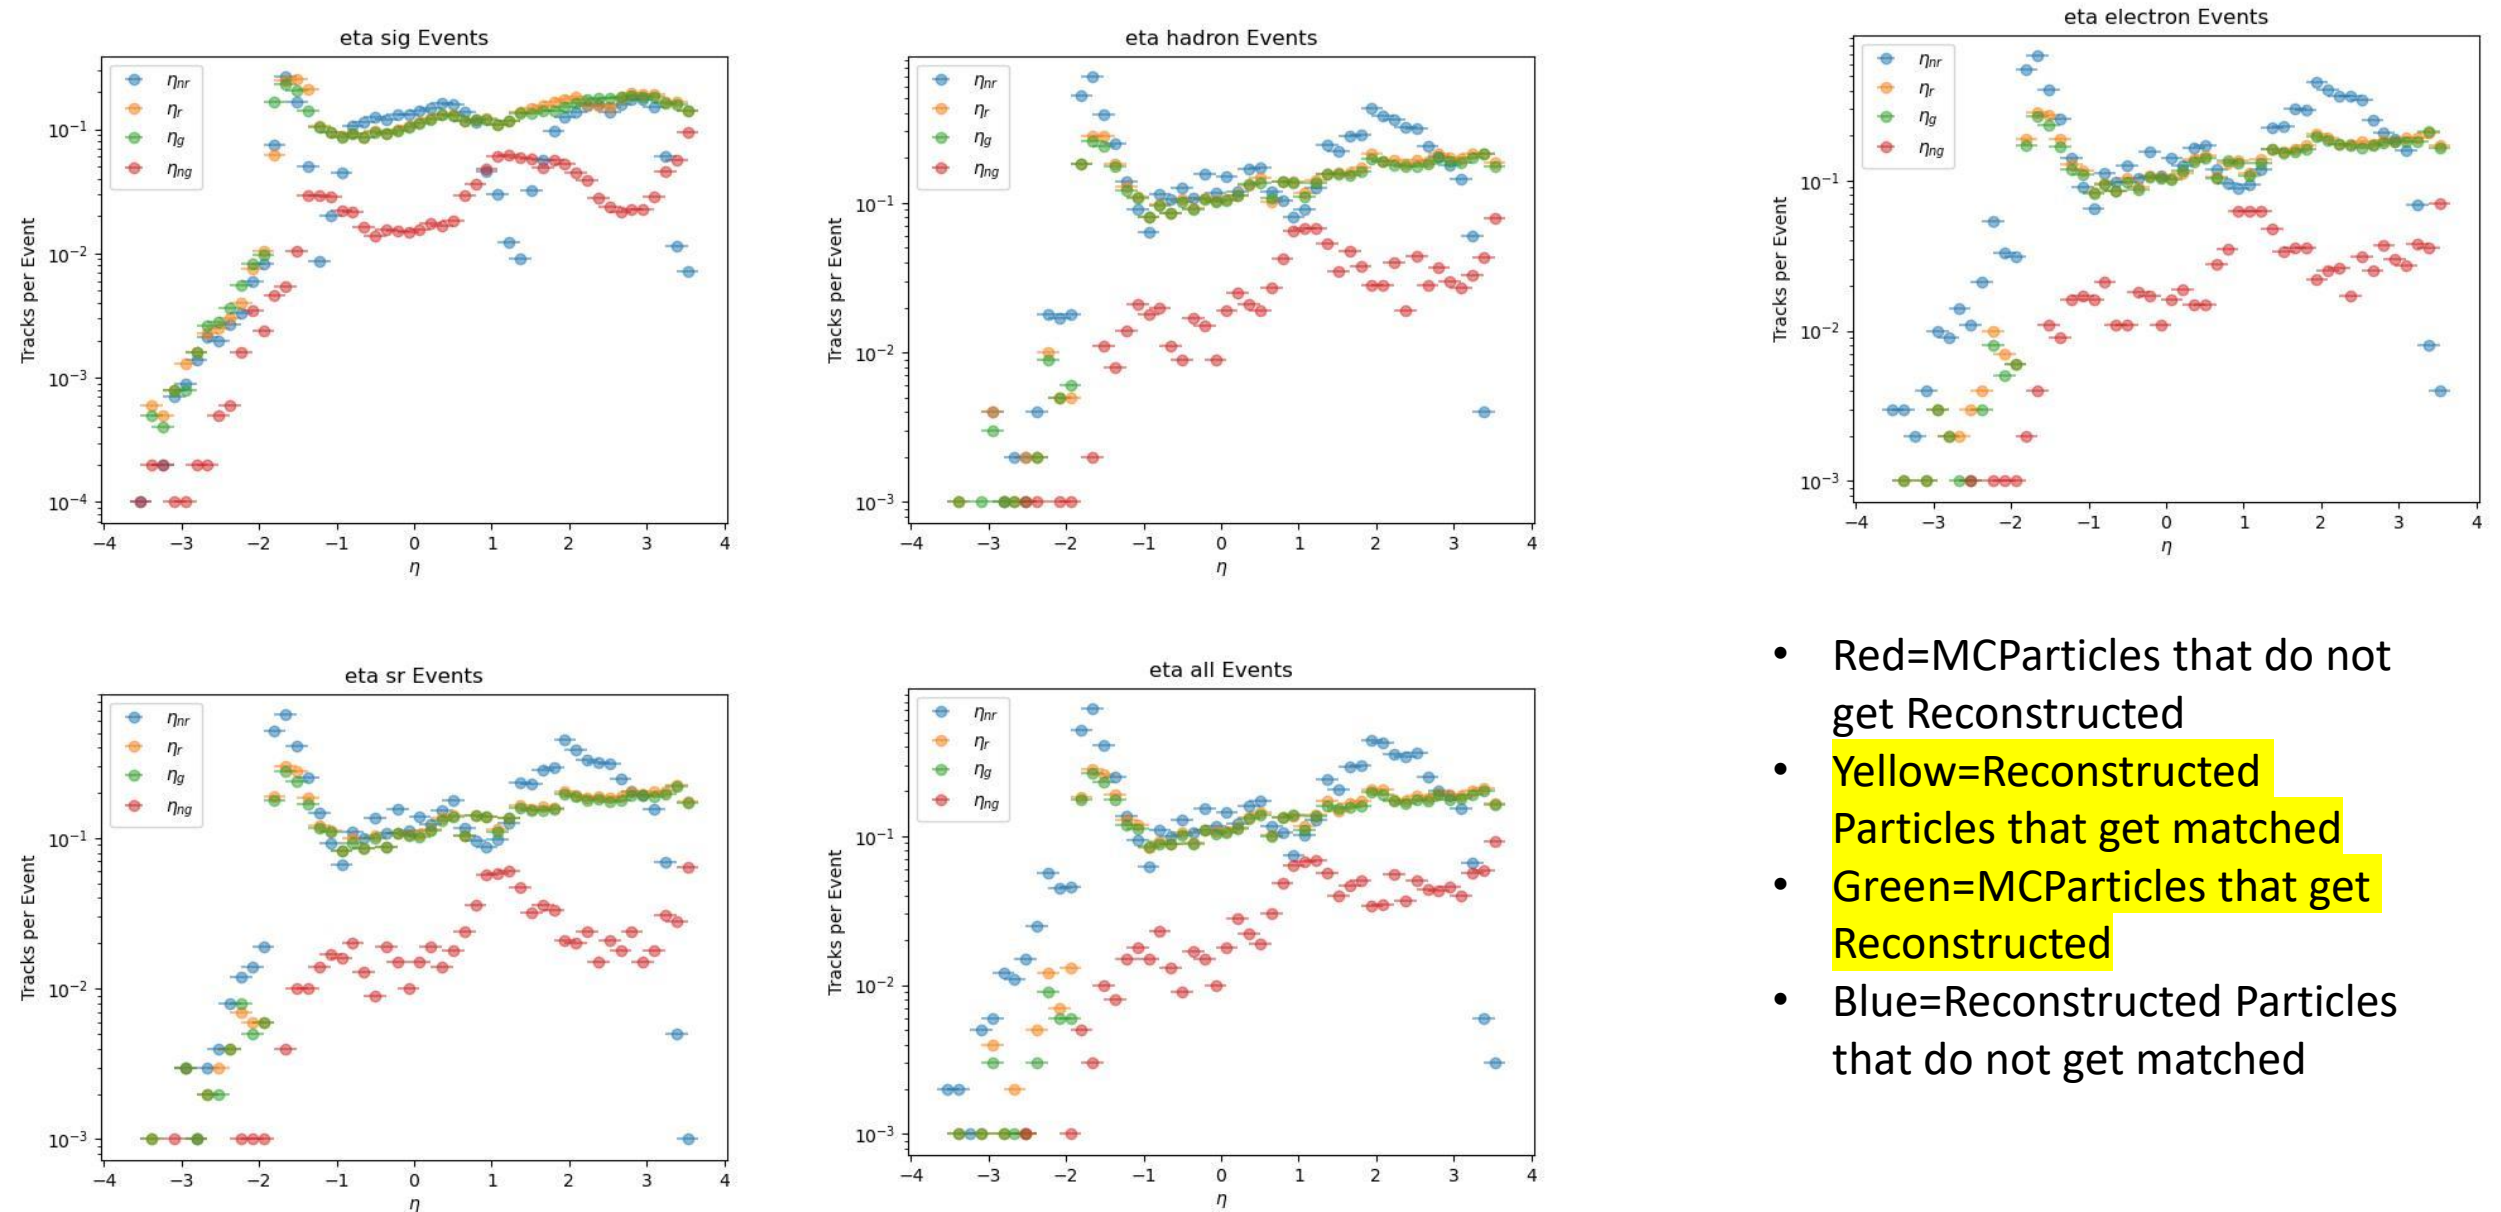 eta sig Events
η_nr
η_r
η_g
η_ng
Tracks per Event
10^−1
10^−2
10^−3
10^−4
−4 −3 −2 −1 0 1 2 3 4
η
eta hadron Events
η_nr
η_r
η_g
η_ng
Tracks per Event
10^−1
10^−2
10^−3
−4 −3 −2 −1 0 1 2 3 4
η
eta electron Events
η_nr
η_r
η_g
η_ng
Tracks per Event
10^−1
10^−2
10^−3
−4 −3 −2 −1 0 1 2 3 4
η
eta sr Events
η_nr
η_r
η_g
η_ng
Tracks per Event
10^−1
10^−2
10^−3
−4 −3 −2 −1 0 1 2 3 4
η
eta all Events
η_nr
η_r
η_g
η_ng
Tracks per Event
10^−1
10^−2
10^−3
−4 −3 −2 −1 0 1 2 3 4
η
• Red=MCParticles that do not
get Reconstructed
• Yellow=Reconstructed
Particles that get matched
• Green=MCParticles that get
Reconstructed
• Blue=Reconstructed Particles
that do not get matched